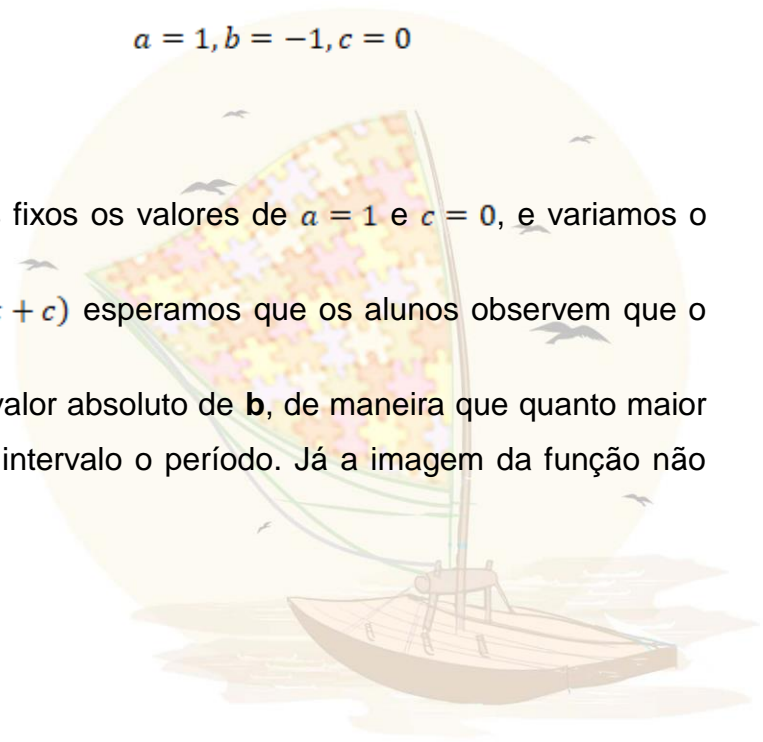 a = 1, b = −1, c = 0
fixos os valores de a = 1 e c = 0, e variamos o
+ c) esperamos que os alunos observem que o
valor absoluto de b, de maneira que quanto maior
intervalo o período. Já a imagem da função não